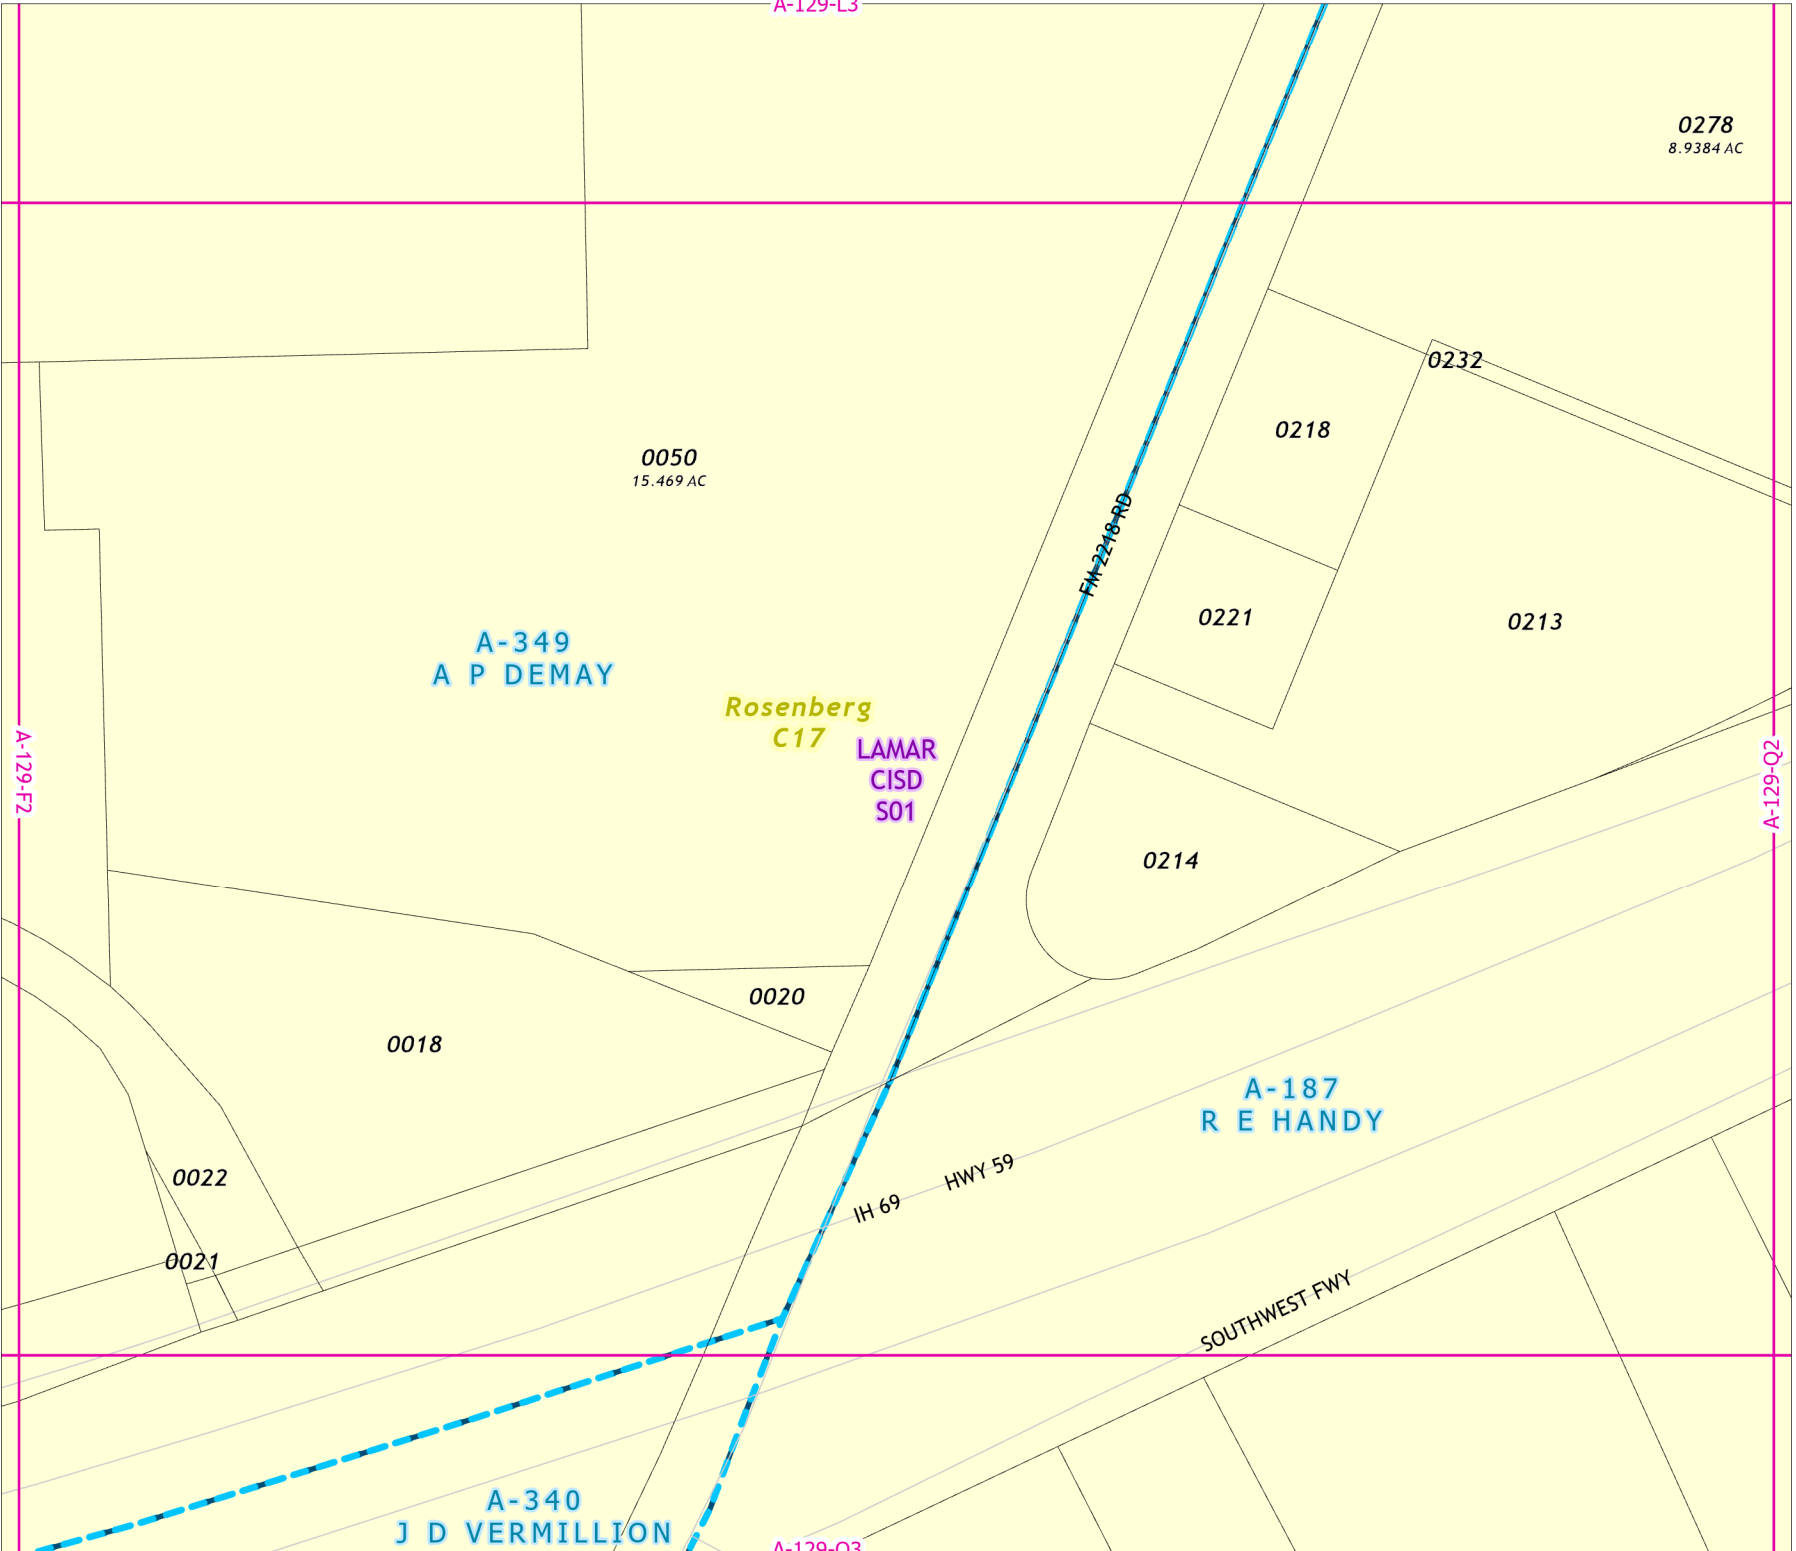 A-129-L3
0278
8.9384 AC
0232
0218
0050
15.469 AC
FM 2218 RD
0221
0213
A-349
A P DEMAY
Rosenberg
C17
LAMAR
CISD
S01
A-129-F2
A-129-Q2
0214
0020
0018
A-187
R E HANDY
0022
HWY 59
IH 69
0021
SOUTHWEST FWY
A-340
J D VERMILLION
A-129-Q3